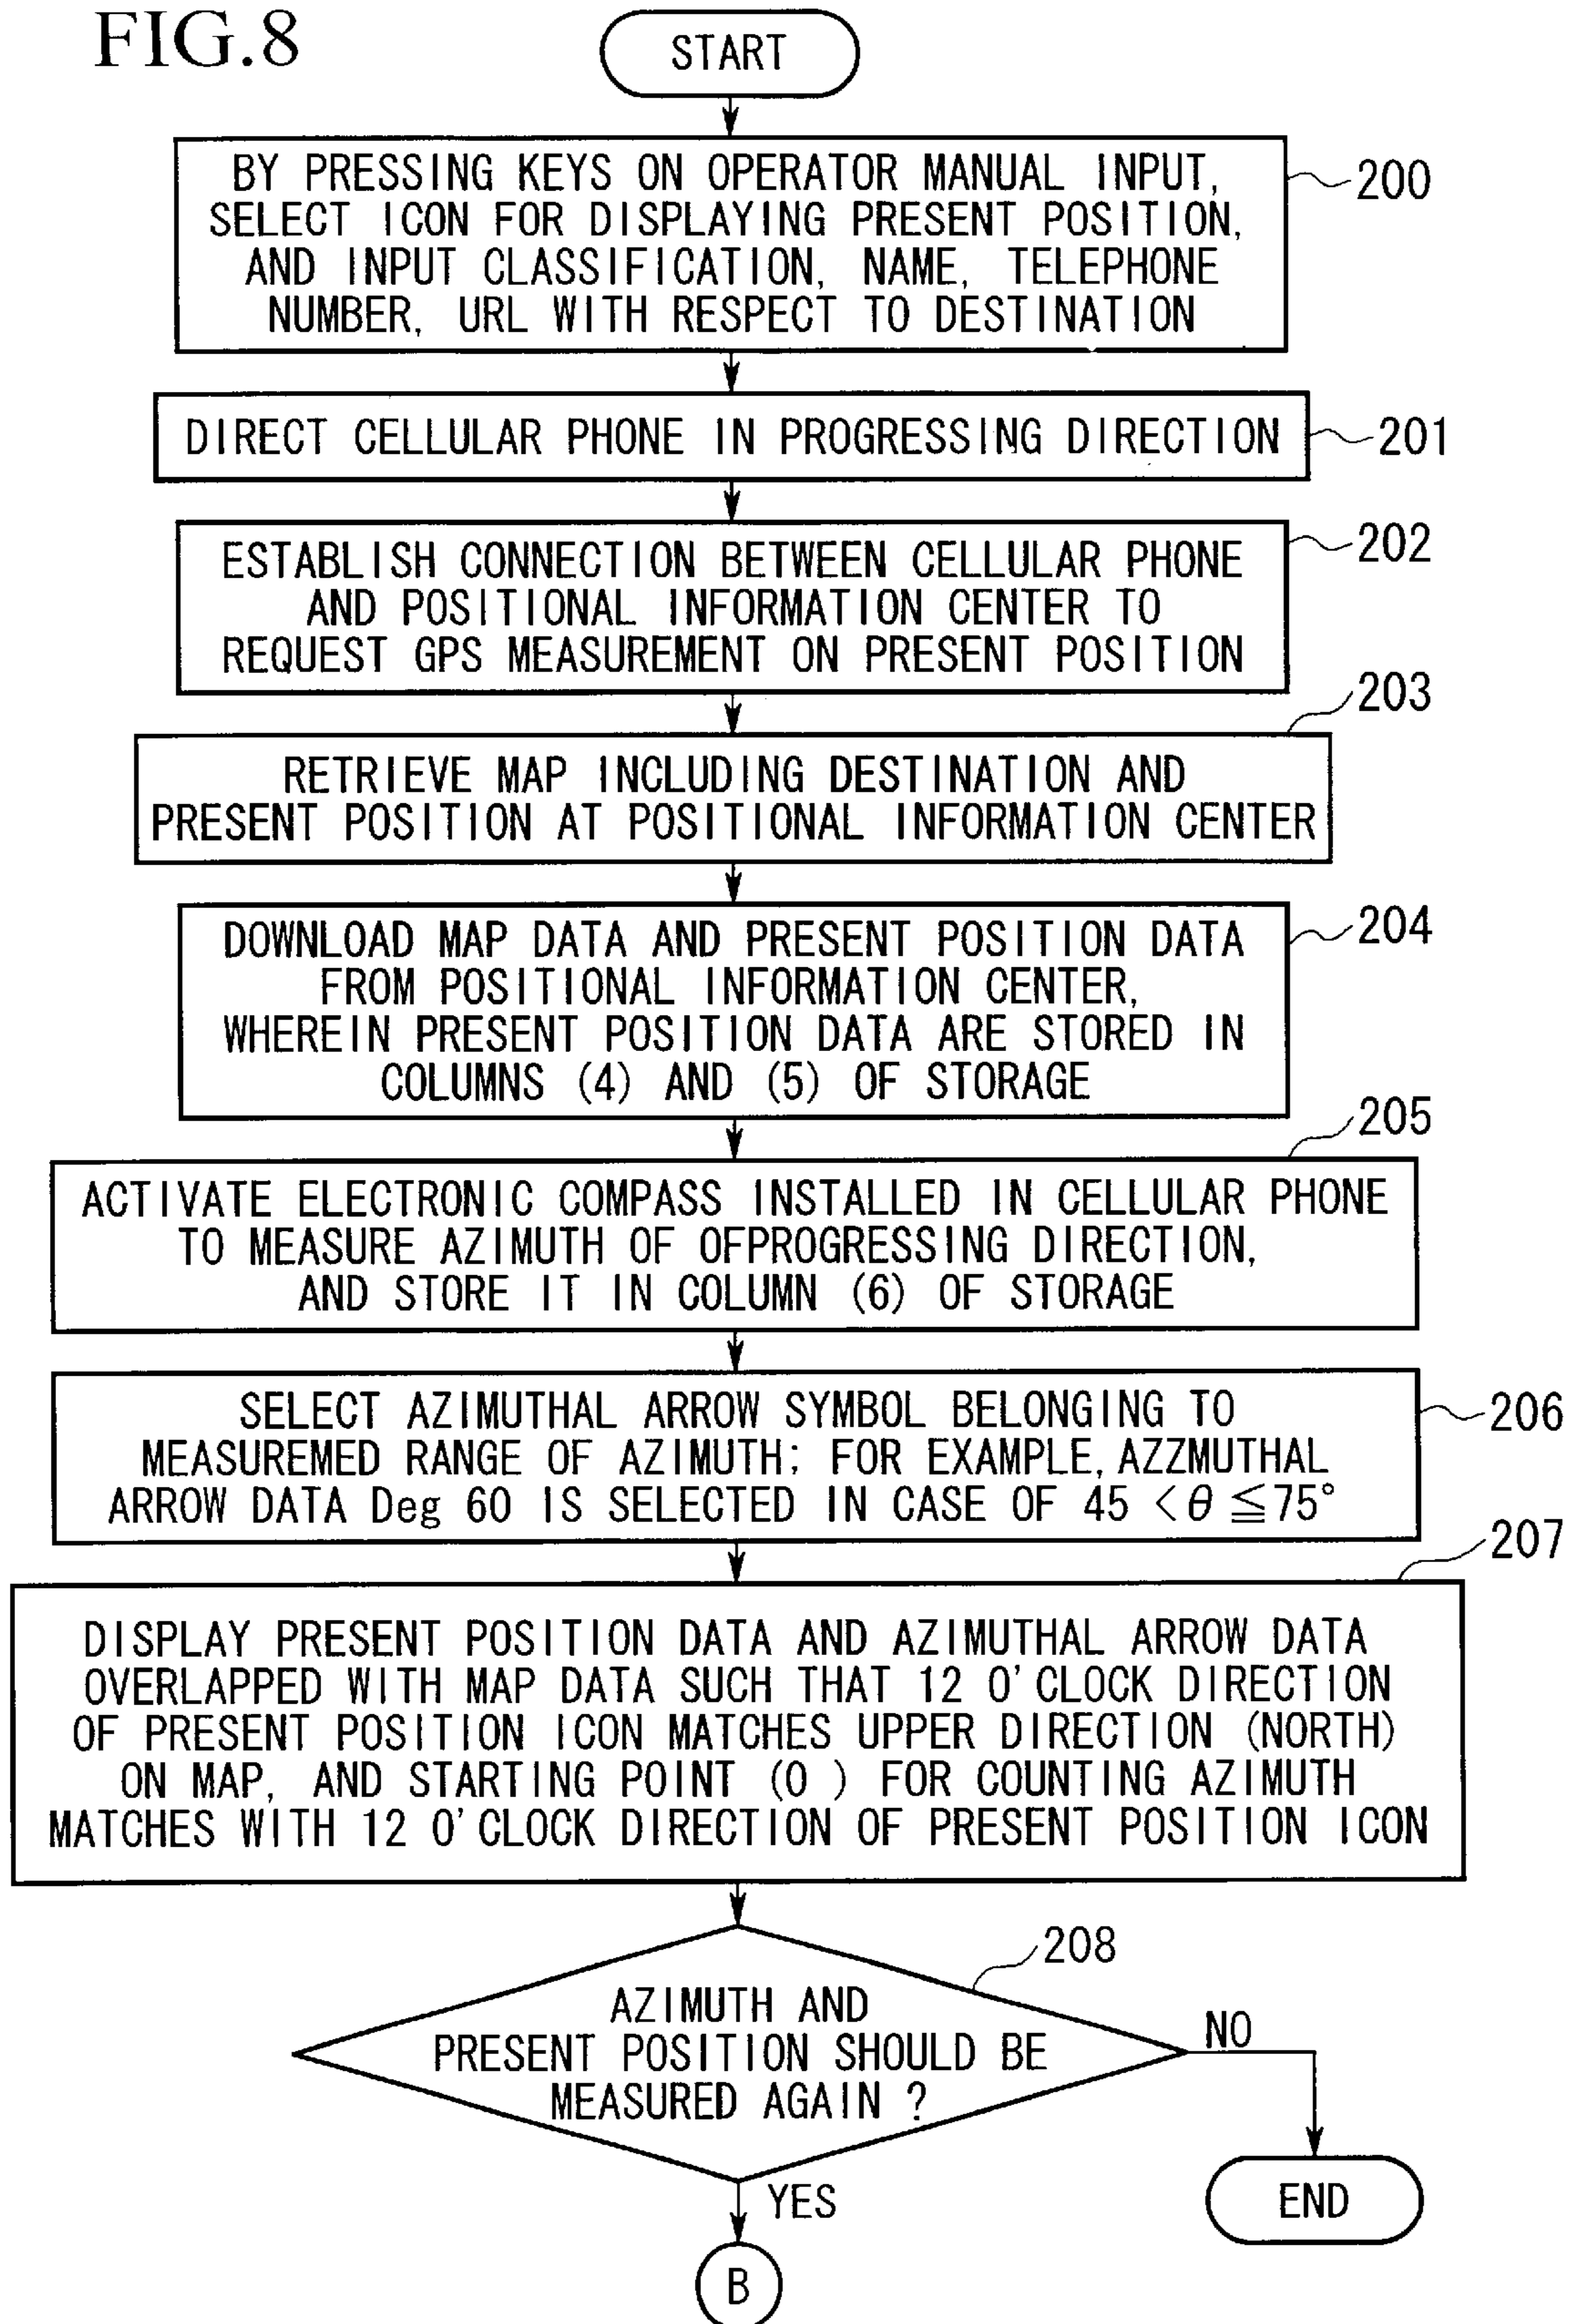 FIG.8
START
BY PRESSING KEYS ON OPERATOR MANUAL INPUT,
SELECT ICON FOR DISPLAYING PRESENT POSITION,
AND INPUT CLASSIFICATION, NAME, TELEPHONE
NUMBER, URL WITH RESPECT TO DESTINATION
200
DIRECT CELLULAR PHONE IN PROGRESSING DIRECTION
201
ESTABLISH CONNECTION BETWEEN CELLULAR PHONE
AND POSITIONAL INFORMATION CENTER TO
REQUEST GPS MEASUREMENT ON PRESENT POSITION
202
203
RETRIEVE MAP INCLUDING DESTINATION AND
PRESENT POSITION AT POSITIONAL INFORMATION CENTER
DOWNLOAD MAP DATA AND PRESENT POSITION DATA
FROM POSITIONAL INFORMATION CENTER,
WHEREIN PRESENT POSITION DATA ARE STORED IN
COLUMNS (4) AND (5) OF STORAGE
204
205
ACTIVATE ELECTRONIC COMPASS INSTALLED IN CELLULAR PHONE
TO MEASURE AZIMUTH OF OFPROGRESSING DIRECTION,
AND STORE IT IN COLUMN (6) OF STORAGE
SELECT AZIMUTHAL ARROW SYMBOL BELONGING TO
MEASUREMED RANGE OF AZIMUTH; FOR EXAMPLE, AZZMUTHAL
ARROW DATA Deg 60 IS SELECTED IN CASE OF 45 <θ ≦75°
206
207
DISPLAY PRESENT POSITION DATA AND AZIMUTHAL ARROW DATA
OVERLAPPED WITH MAP DATA SUCH THAT 12 O'CLOCK DIRECTION
OF PRESENT POSITION ICON MATCHES UPPER DIRECTION (NORTH)
ON MAP, AND STARTING POINT (0 ) FOR COUNTING AZIMUTH
MATCHES WITH 12 O'CLOCK DIRECTION OF PRESENT POSITION ICON
208
AZIMUTH AND
PRESENT POSITION SHOULD BE
MEASURED AGAIN ?
NO
YES
END
B